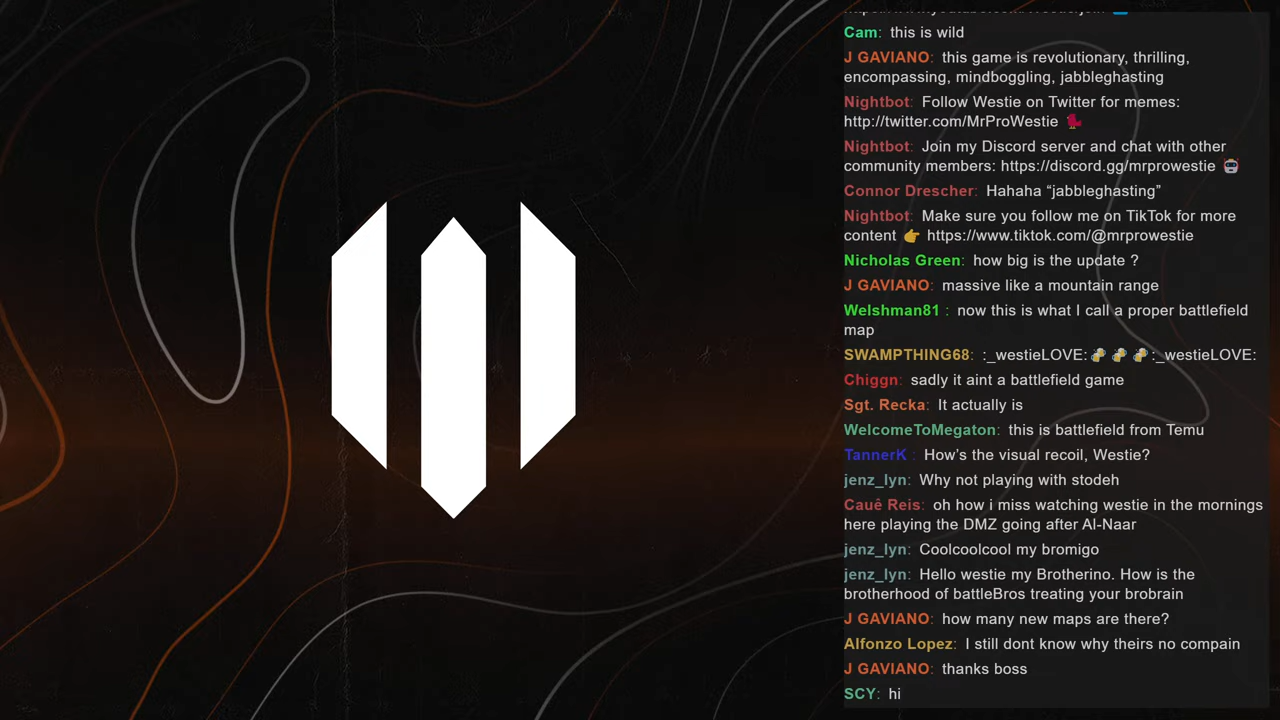 Cam: this is wild
J GAVIANO: this game is revolutionary, thrilling,
encompassing, mindboggling, jabbleghasting
Nightbot: Follow Westie on Twitter for memes:
http://twitter.com/MrProWestie
Nightbot: Join my Discord server and chat with other
community members: https://discord.gg/mrprowestie
Connor Drescher: Hahaha “jabbleghasting”
Nightbot: Make sure you follow me on TikTok for more
content 👉 https://www.tiktok.com/@mrprowestie
Nicholas Green: how big is the update ?
J GAVIANO: massive like a mountain range
Welshman81 : now this is what I call a proper battlefield
map
SWAMPTHING68: :_westieLOVE:🍻🍻🍻:_westieLOVE:
Chiggn: sadly it aint a battlefield game
Sgt. Recka: It actually is
WelcomeToMegaton: this is battlefield from Temu
TannerK : How’s the visual recoil, Westie?
jenz_lyn: Why not playing with stodeh
Cauê Reis: oh how i miss watching westie in the mornings
here playing the DMZ going after Al-Naar
jenz_lyn: Coolcoolcool my bromigo
jenz_lyn: Hello westie my Brotherino. How is the
brotherhood of battleBros treating your brobrain
J GAVIANO: how many new maps are there?
Alfonzo Lopez: I still dont know why theirs no compain
J GAVIANO: thanks boss
SCY: hi